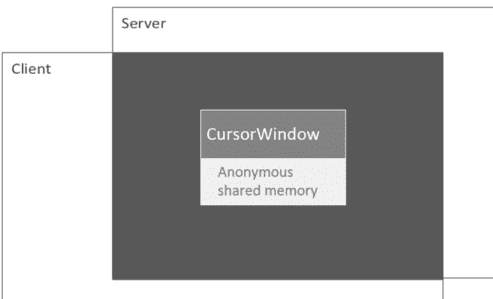 Server
Client
CursorWindow
Anonymous
shared memory